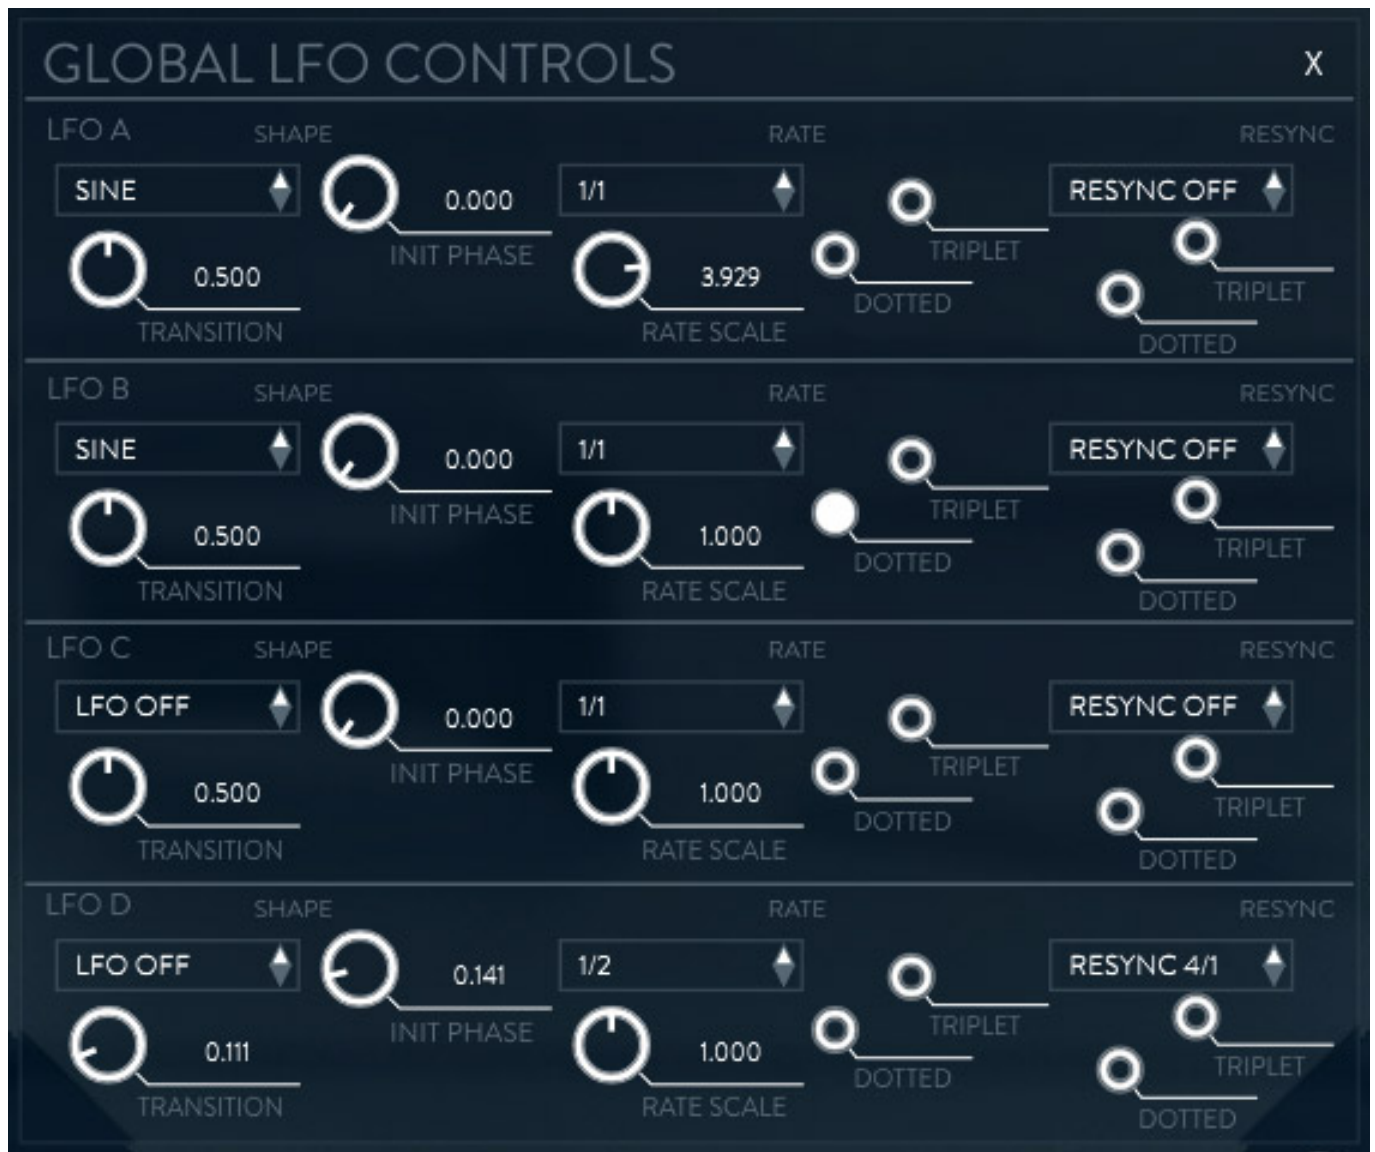 GLOBAL LFO CONTROLS X
LFO A SHAPE RATE RESYNC
SINE 0.000 1/1 RESYNC OFF
INIT PHASE TRIPLET
0.500 3.929 TRIPLET
DOTTED
TRANSITION RATE SCALE DOTTED
LFO B SHAPE RATE RESYNC
SINE 0.000 1/1 RESYNC OFF
INIT PHASE TRIPLET
0.500 1.000 TRIPLET
DOTTED
TRANSITION RATE SCALE DOTTED
LFO C SHAPE RATE RESYNC
LFO OFF 0.000 1/1 RESYNC OFF
INIT PHASE TRIPLET
0.500 1.000 TRIPLET
DOTTED
TRANSITION RATE SCALE DOTTED
LFO D SHAPE RATE RESYNC
LFO OFF 0.141 1/2 RESYNC 4/1
INIT PHASE TRIPLET
0.111 1.000 TRIPLET
DOTTED
TRANSITION RATE SCALE DOTTED